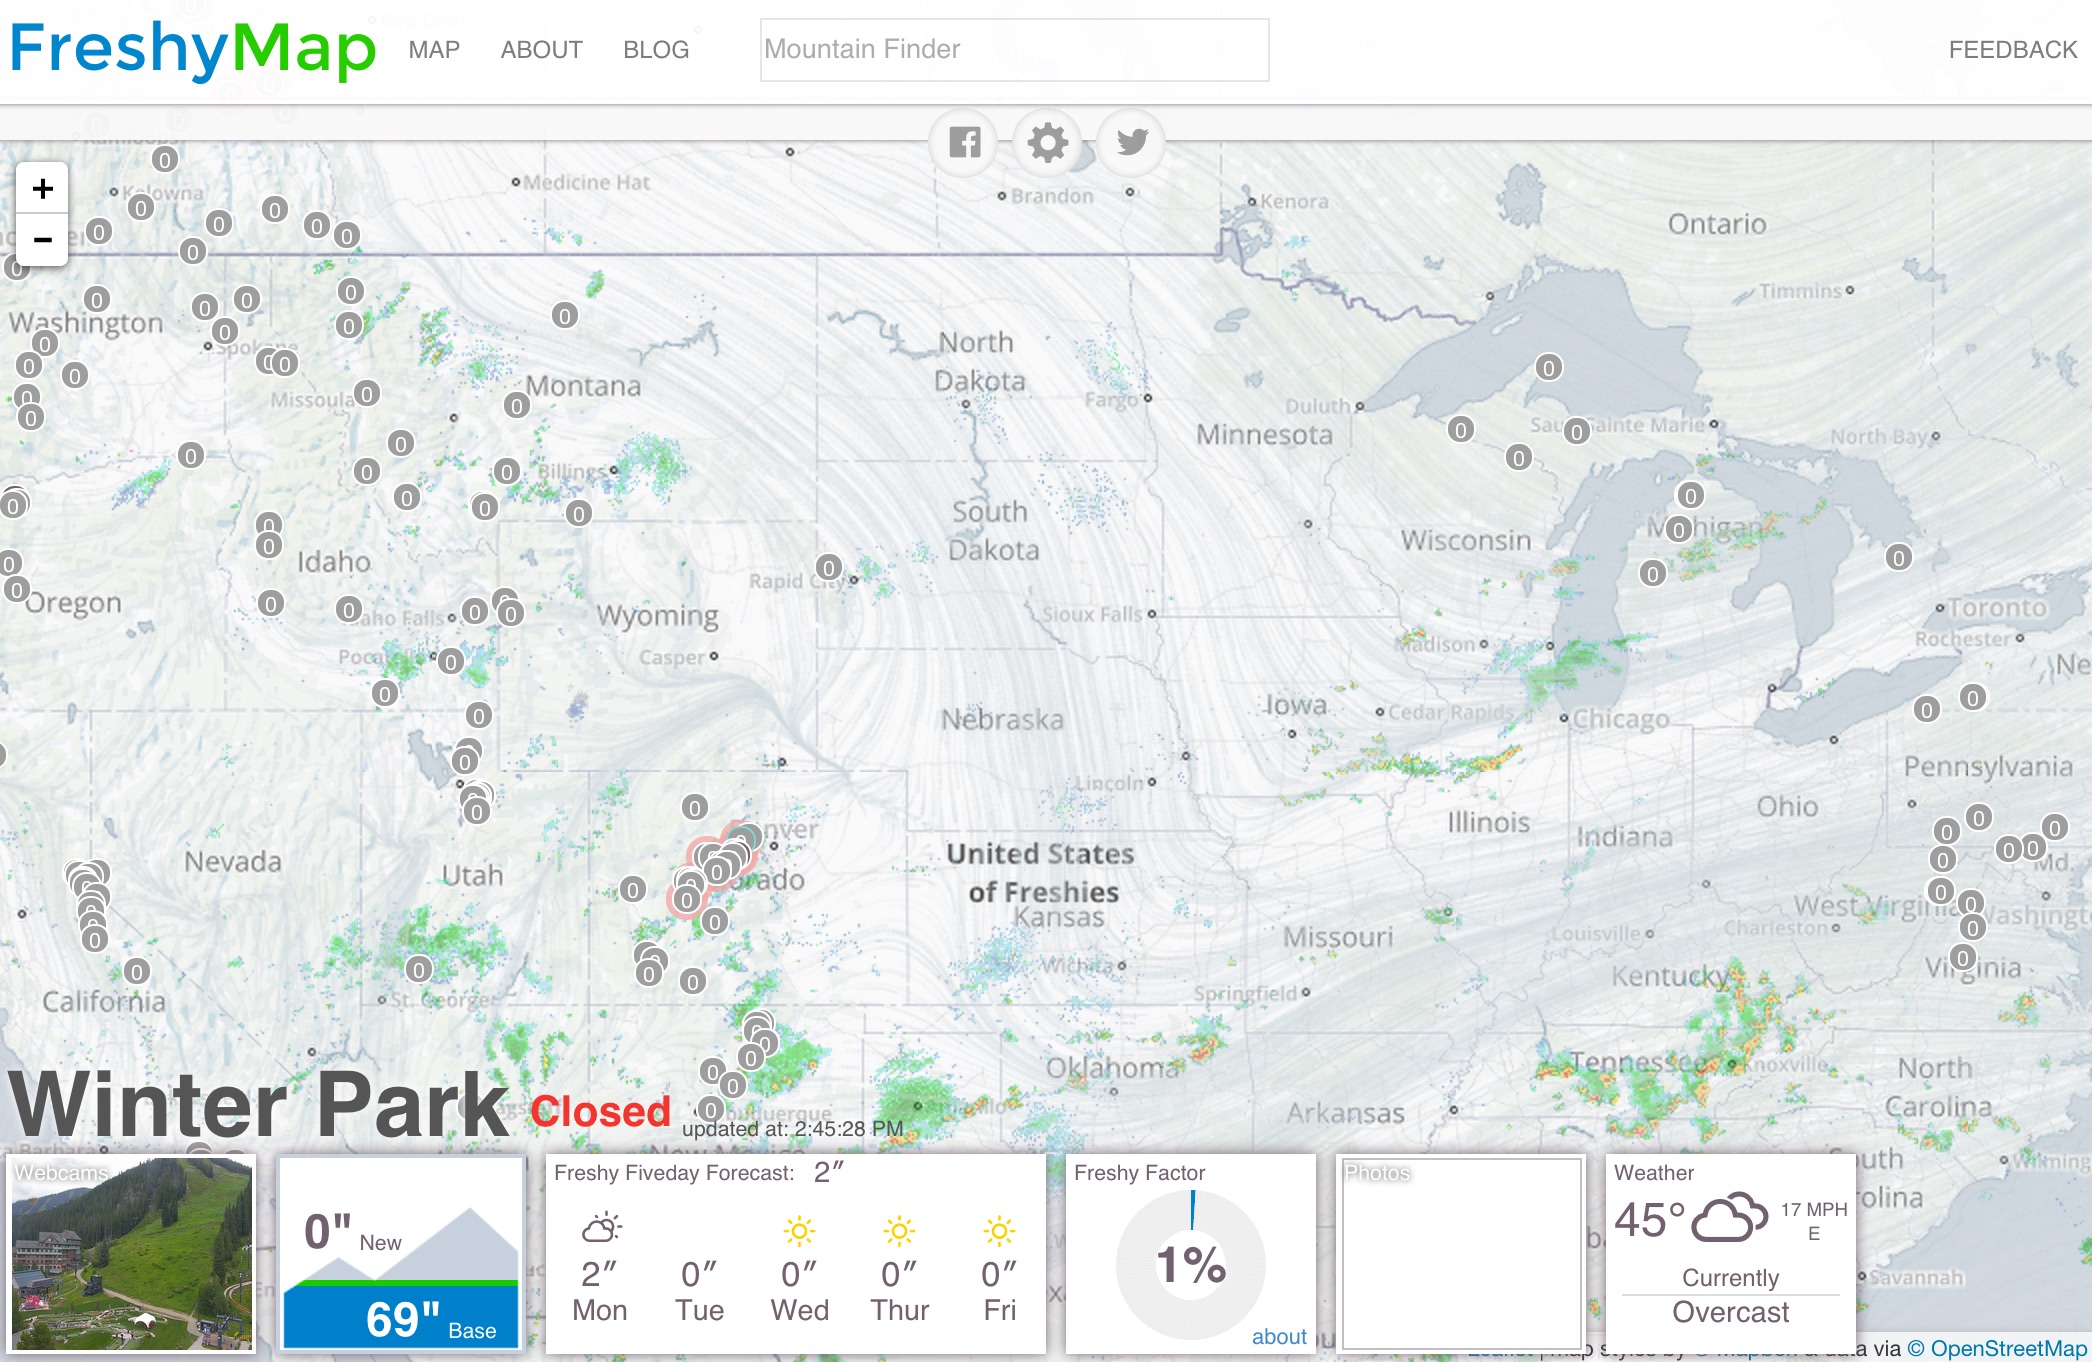 FreshyMap
MAP
ABOUT
BLOG
Mountain Finder
FEEDBACK
+
−
Medicine Hat
Brandon
Kenora
Ontario
Timmins
Washington
Spokane
North
Dakota
Montana
Missoula
Fargo
Duluth
Minnesota
Sault Sainte Marie
North Bay
Billings
South
Dakota
Wisconsin
Michigan
Idaho
Rapid City
Oregon
Idaho Falls
Wyoming
Sioux Falls
Toronto
Rochester
Madison
Casper
Iowa
Cedar Rapids
Chicago
Nebraska
Lincoln
Pennsylvania
Ohio
Illinois
Indiana
Nevada
Utah
United States
of Freshies
Kansas
Md.
West Virginia
Missouri
Louisville
Charleston
Wichita
Virginia
Kentucky
Springfield
California
St. George
Oklahoma
Tennessee
Knoxville
North
Carolina
Arkansas
Winter Park
Closed
updated at: 2:45:28 PM
Webcams
0" New
69" Base
Freshy Fiveday Forecast: 2"
2" 0" 0" 0" 0"
Mon Tue Wed Thur Fri
Freshy Factor
1%
about
Photos
Weather
45° 17 MPH
E
Currently
Overcast
Savannah
data via © OpenStreetMap